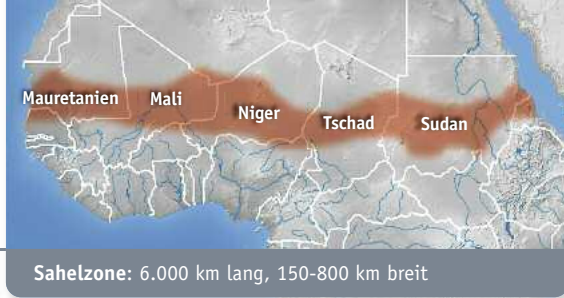 Mauretanien
Mali
Niger
Tschad
Sudan
Sahelzone: 6.000 km lang, 150-800 km breit